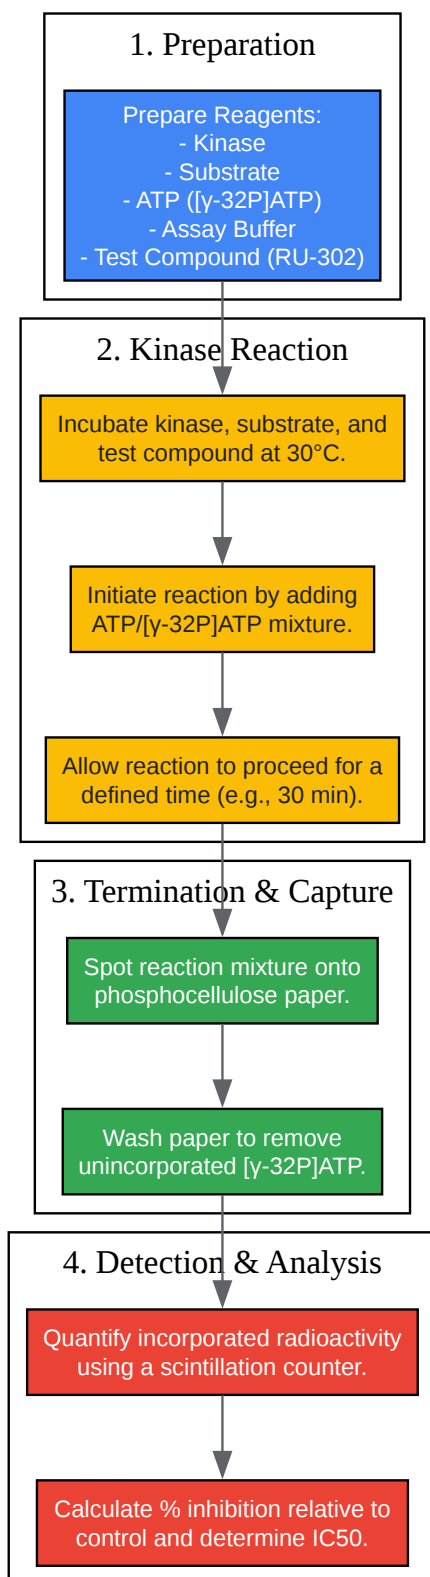 1. Preparation
Prepare Reagents:
- Kinase
- Substrate
- ATP ([γ-32P]ATP)
- Assay Buffer
- Test Compound (RU-302)
2. Kinase Reaction
Incubate kinase, substrate, and
test compound at 30°C.
Initiate reaction by adding
ATP/[γ-32P]ATP mixture.
Allow reaction to proceed for a
defined time (e.g., 30 min).
3. Termination & Capture
Spot reaction mixture onto
phosphocellulose paper.
Wash paper to remove
unincorporated [γ-32P]ATP.
4. Detection & Analysis
Quantify incorporated radioactivity
using a scintillation counter.
Calculate % inhibition relative to
control and determine IC50.